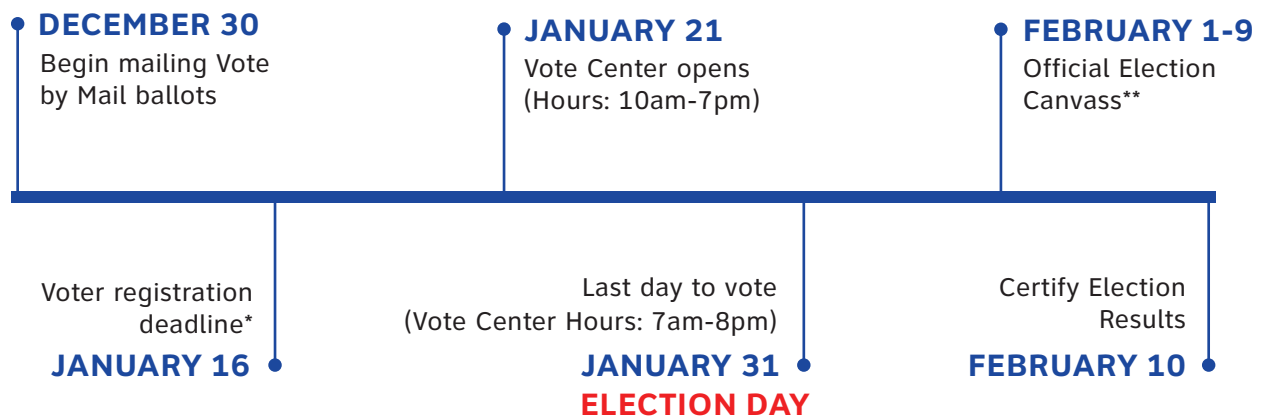 DECEMBER 30
Begin mailing Vote
by Mail ballots
JANUARY 21
Vote Center opens
(Hours: 10am-7pm)
FEBRUARY 1-9
Official Election
Canvass**
Voter registration
deadline*
JANUARY 16
Last day to vote
(Vote Center Hours: 7am-8pm)
JANUARY 31
ELECTION DAY
Certify Election
Results
FEBRUARY 10